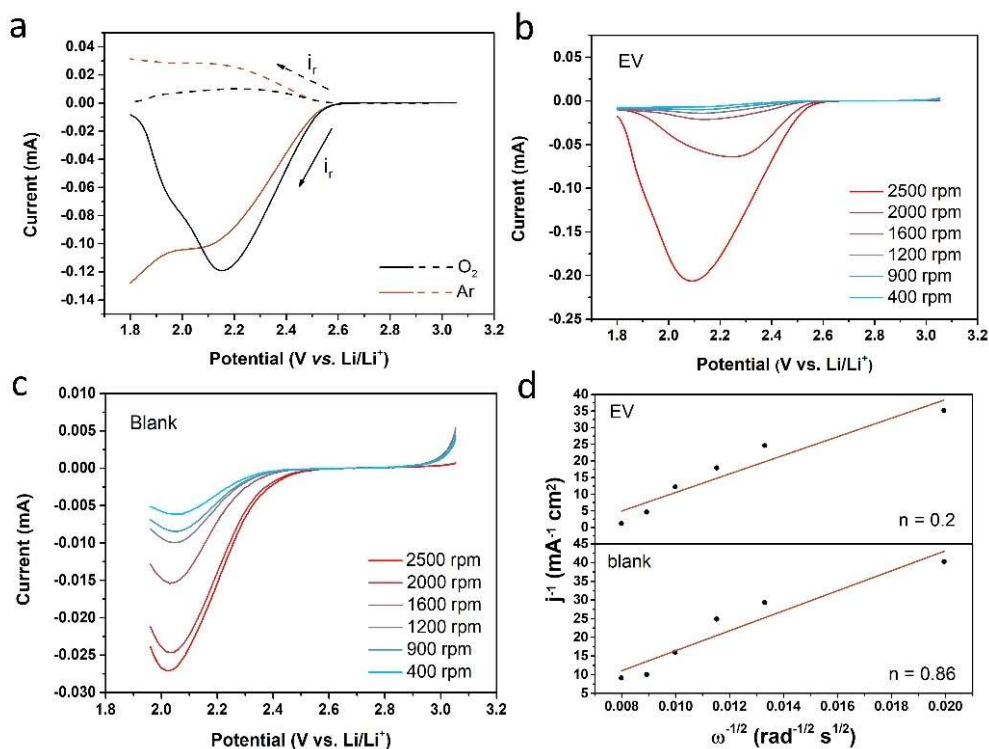 a
0.04
0.02
0.00
-0.02
-0.04
-0.06
-0.08
-0.10
-0.12
-0.14
Current (mA)
1.8 2.0 2.2 2.4 2.6 2.8 3.0 3.2
Potential (V vs. Li/Li⁺)
iᵣ
iᵣ
O₂
Ar
b
EV
0.05
0.00
-0.05
-0.10
-0.15
-0.20
-0.25
Current (mA)
1.8 2.0 2.2 2.4 2.6 2.8 3.0 3.2
Potential (V vs. Li/Li⁺)
2500 rpm
2000 rpm
1600 rpm
1200 rpm
900 rpm
400 rpm
c
Blank
0.010
0.005
0.000
-0.005
-0.010
-0.015
-0.020
-0.025
-0.030
Current (mA)
2.0 2.2 2.4 2.6 2.8 3.0 3.2
Potential (V vs. Li/Li⁺)
2500 rpm
2000 rpm
1600 rpm
1200 rpm
900 rpm
400 rpm
d
EV
45
40
35
30
25
20
15
10
5
0
n = 0.2
blank
45
40
35
30
25
20
15
10
5
n = 0.86
j⁻¹ (mA⁻¹ cm²)
0.008 0.010 0.012 0.014 0.016 0.018 0.020
ω⁻¹/² (rad⁻¹/² s¹/²)